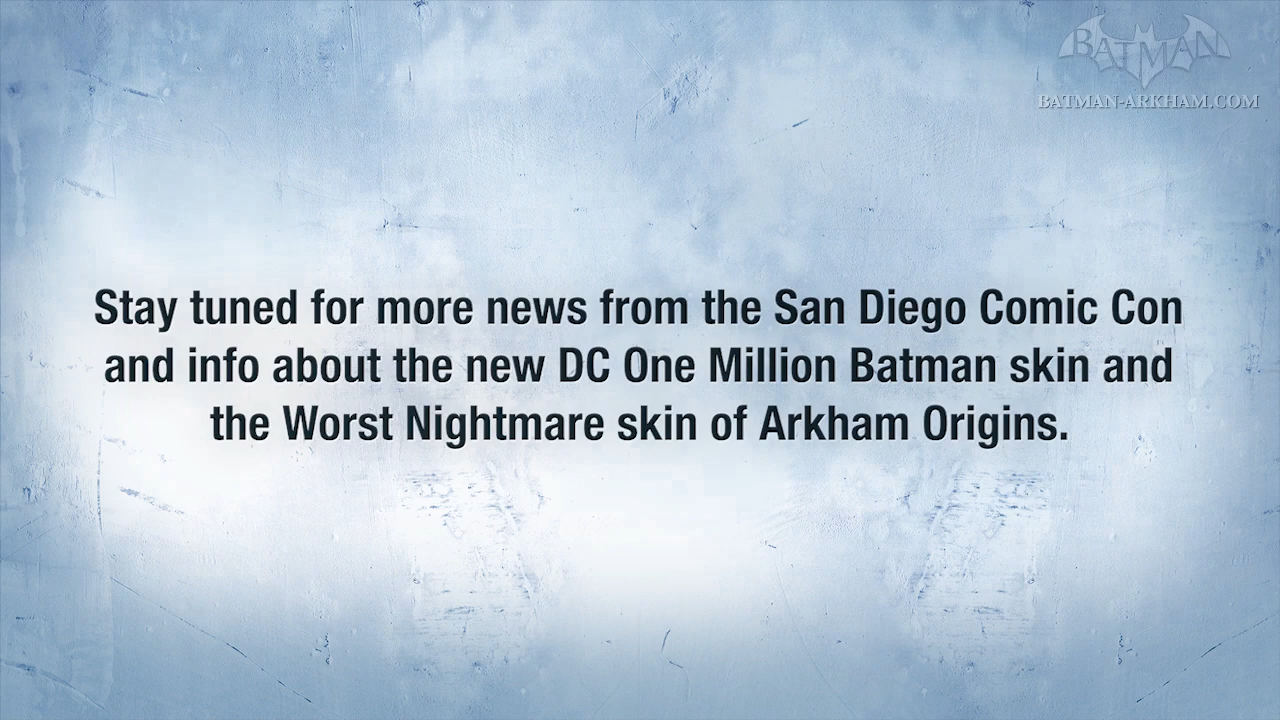 BATMAN
BATMAN-ARKHAM.COM
Stay tuned for more news from the San Diego Comic Con
and info about the new DC One Million Batman skin and
the Worst Nightmare skin of Arkham Origins.